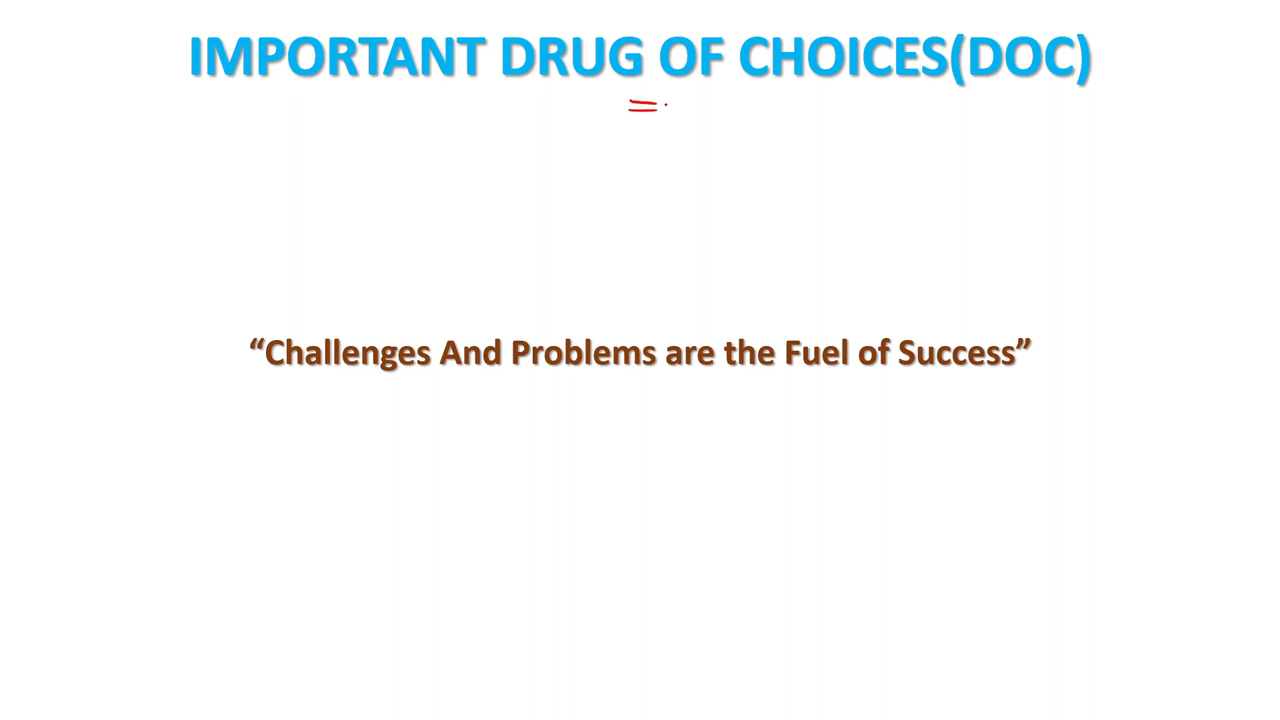 IMPORTANT DRUG OF CHOICES(DOC)
“Challenges And Problems are the Fuel of Success”